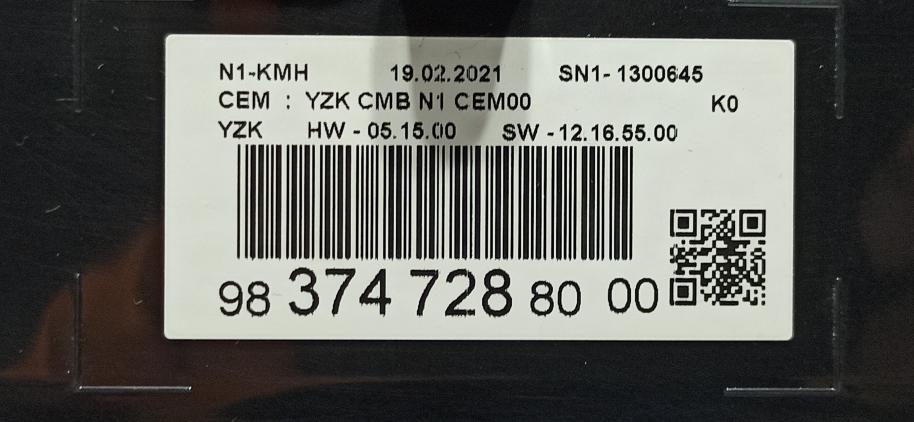 N1-KMH 19.02.2021 SN1- 1300645
CEM : YZK CMB N1 CEM00 K0
YZK HW - 05.15.00 SW -12.16.55.00
98 374 728 80 00